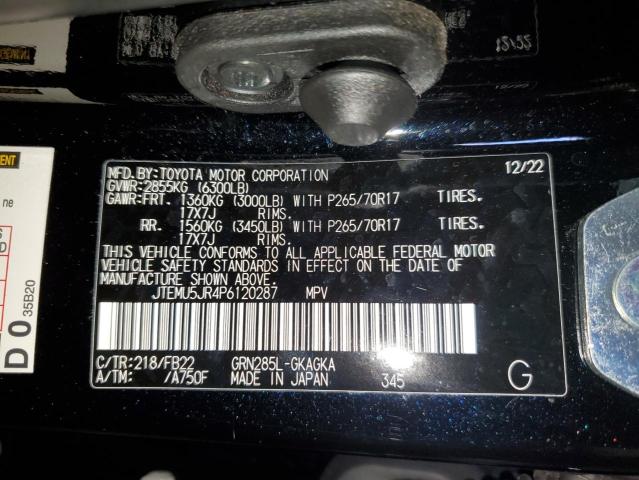 12/22
MFD.BY:TOYOTA MOTOR CORPORATION 12/22
GVWR:2855KG (6300LB)
GAWR:FRT. 1360KG (3000LB) WITH P265/70R17 TIRES.
17X7J RIMS.
RR. 1560KG (3450LB) WITH P265/70R17 TIRES.
17X7J RIMS.
THIS VEHICLE CONFORMS TO ALL APPLICABLE FEDERAL MOTOR
VEHICLE SAFETY STANDARDS IN EFFECT ON THE DATE OF
MANUFACTURE SHOWN ABOVE.
JTEMU5JR4P6120287 MPV
C/TR:218/FB22 GRN285L-GKAGKA
A/TM: /A750F MADE IN JAPAN 345 G
ne
D 0
35B20